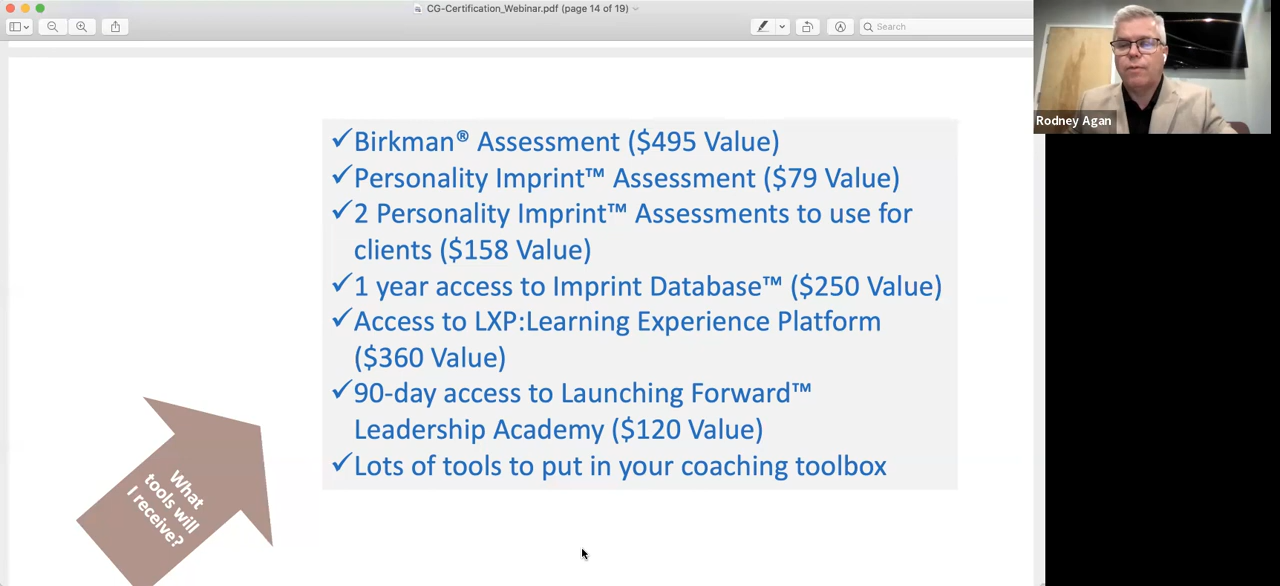 CG-Certification_Webinar.pdf (page 14 of 19)
Search
Rodney Agan
✓Birkman® Assessment ($495 Value)
✓Personality Imprint™ Assessment ($79 Value)
✓2 Personality Imprint™ Assessments to use for
clients ($158 Value)
✓1 year access to Imprint Database™ ($250 Value)
✓Access to LXP:Learning Experience Platform
($360 Value)
✓90-day access to Launching Forward™
Leadership Academy ($120 Value)
✓Lots of tools to put in your coaching toolbox
What
tools will
I receive?